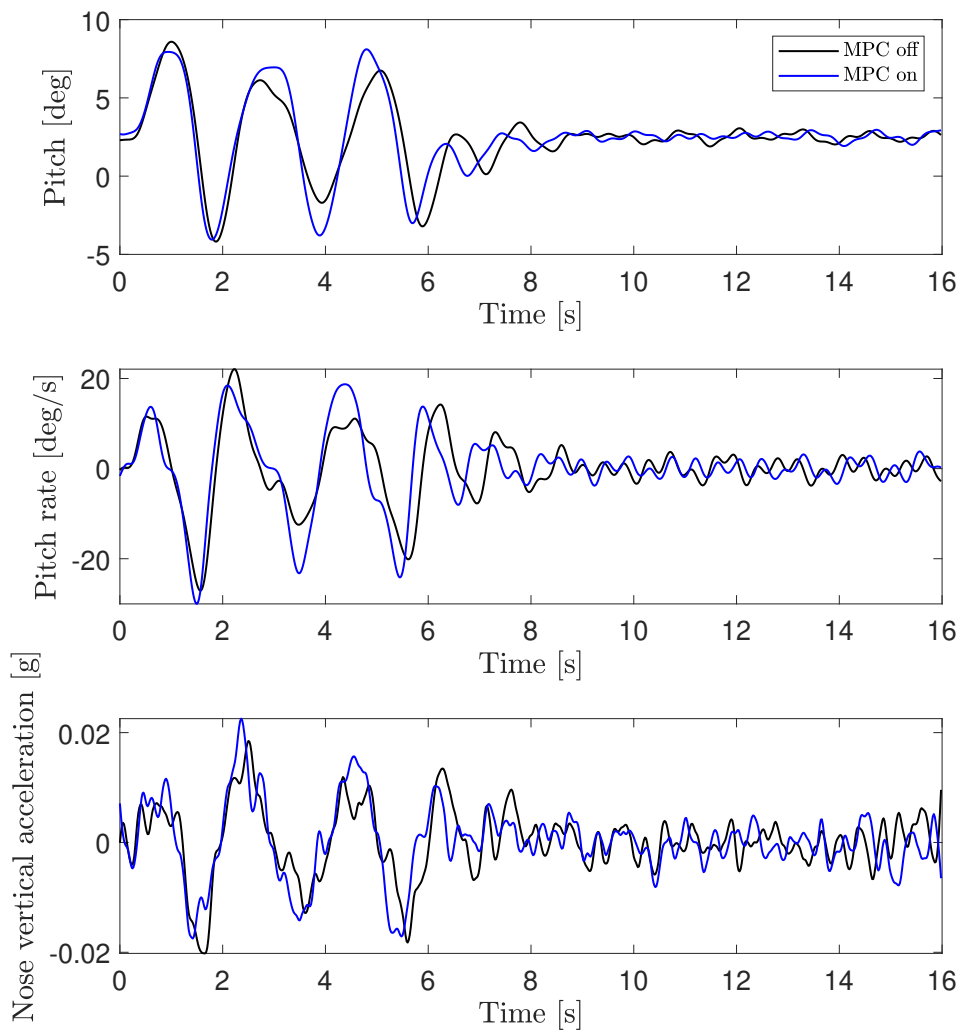 10
5
0
-5
Pitch [deg]
MPC off
MPC on
0 2 4 6 8 10 12 14 16
Time [s]
20
0
-20
Pitch rate [deg/s]
0 2 4 6 8 10 12 14 16
Time [s]
0.02
0
-0.02
Nose vertical acceleration [g]
0 2 4 6 8 10 12 14 16
Time [s]